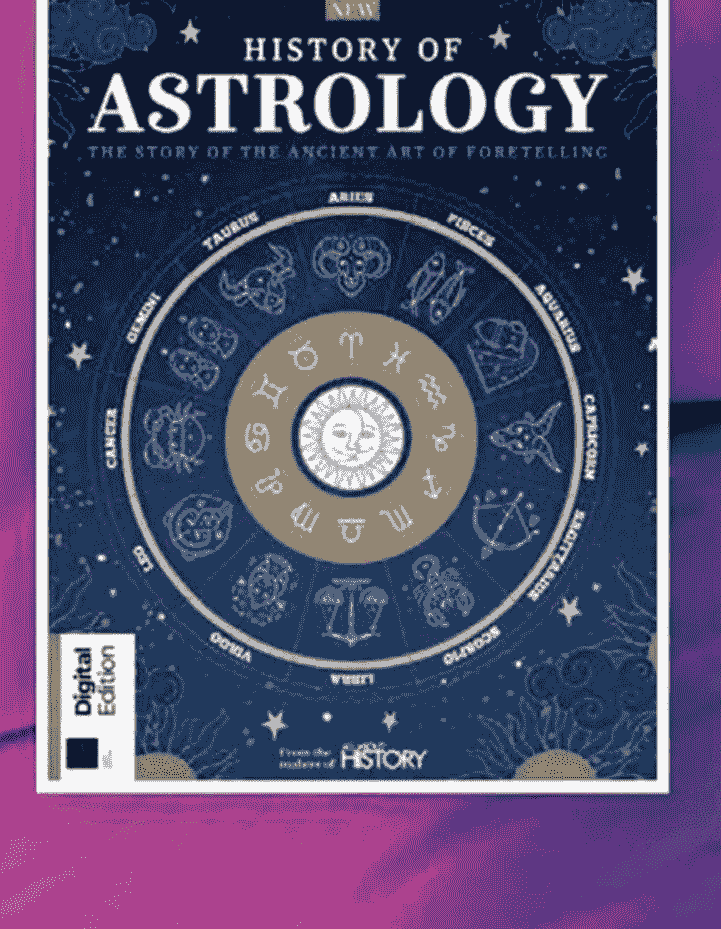 NEW
HISTORY OF
ASTROLOGY
THE STORY OF THE ANCIENT ART OF FORETELLING
ARIES
TAURUS
PISCES
GEMINI
AQUARIUS
CANCER
CAPRICORN
LEO
SAGITTARIUS
VIRGO
SCORPIO
LIBRA
Digital
Edition
From the
makers of
HISTORY